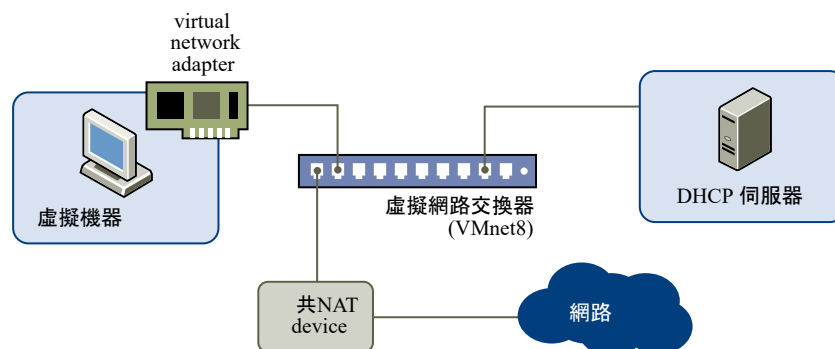 virtual
network
adapter
虛擬機器
虛擬網路交換器
(VMnet8)
DHCP 伺服器
共NAT
device
網路